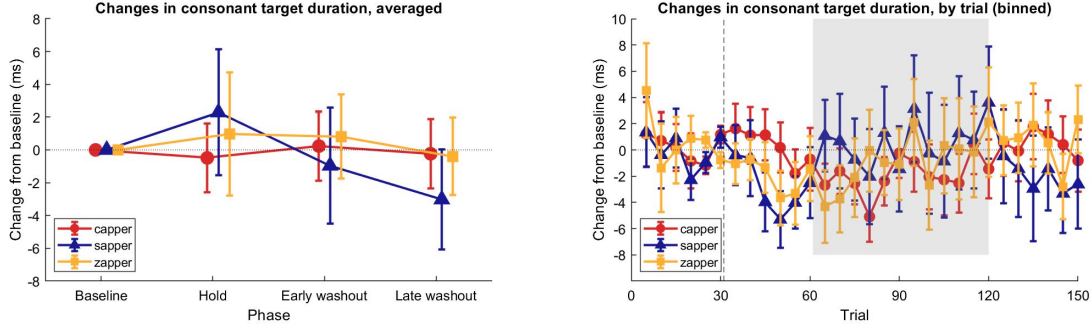 Changes in consonant target duration, averaged
Change from baseline (ms)
8
6
4
2
0
-2
-4
-6
-8
capper
sapper
zapper
Baseline Hold Early washout Late washout
Phase
Changes in consonant target duration, by trial (binned)
Change from baseline (ms)
10
8
6
4
2
0
-2
-4
-6
-8
capper
sapper
zapper
0 30 60 90 120 150
Trial